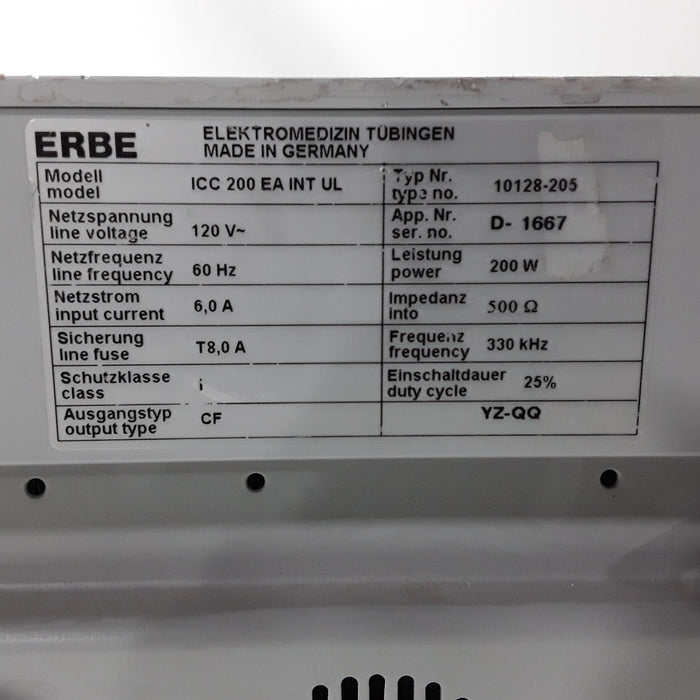 ERBE
ELEKTROMEDIZIN TÜBINGEN
MADE IN GERMANY
Modell
model
ICC 200 EA INT UL
Typ Nr.
type no.
10128-205
Netzspannung
line voltage
120 V~
App. Nr.
ser. no.
D- 1667
Netzfrequenz
line frequency
60 Hz
Leistung
power
200 W
Netzstrom
input current
6,0 A
Impedanz
into
500 Ω
Sicherung
line fuse
T8,0 A
Frequenz
frequency
330 kHz
Schutzklasse
class
i
Einschaltdauer
duty cycle
25%
Ausgangstyp
output type
CF
YZ-QQ